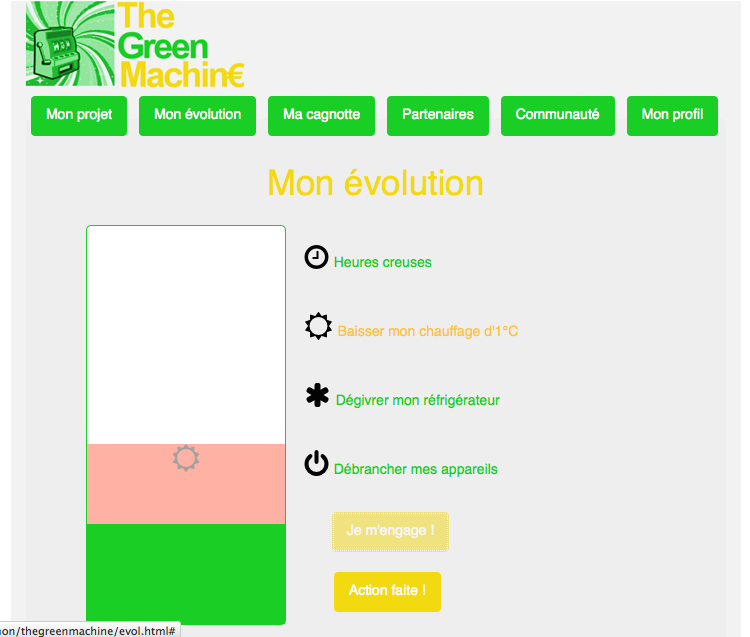 The
Green
Machin€
Mon projet
Mon évolution
Ma cagnotte
Partenaires
Communauté
Mon profil
Mon évolution
Heures creuses
Baisser mon chauffage d'1°C
Dégivrer mon réfrigérateur
Débrancher mes appareils
Je m'engage !
Action faite !
on/thegreenmachine/evol.html#